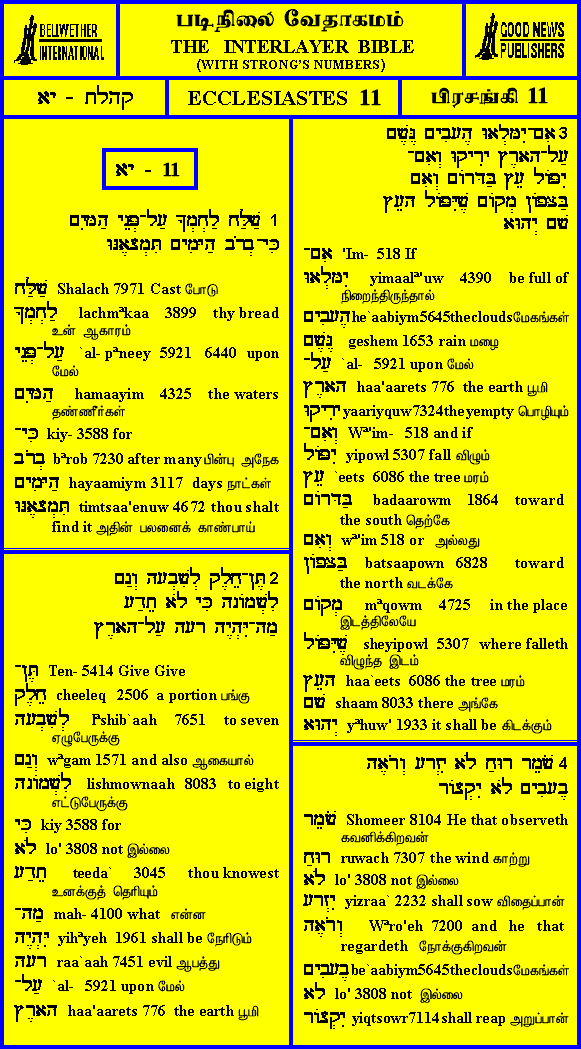 BELLWETHER
INTERNATIONAL
படிநிலை வேதாகமம்
THE INTERLAYER BIBLE
(WITH STRONG'S NUMBERS)
GOOD NEWS
PUBLISHERS
קהלת - יא
ECCLESIASTES 11
பிரசங்கி 11
יא - 11
1 שַׁלַּח לַחְמְךָ עַל־פְּנֵי הַמָּיִם
כִּי־בְרֹב הַיָּמִים תִּמְצָאֶנּוּ
שַׁלַּח Shalach 7971 Cast போடு
לַחְמְךָ lachmªkaa 3899 thy bread
உன் ஆகாரம்
עַל־פְּנֵי `al- pªneey 5921 6440 upon
மேல்
הַמָּיִם hamaayim 4325 the waters
தண்ணீர்கள்
כִּי־ kiy- 3588 for
בְרֹב bªrob 7230 after many பின்பு அநேக
הַיָּמִים hayaamiym 3117 days நாட்கள்
תִּמְצָאֶנּוּ timtsaa'enuw 4672 thou shalt
find it அதின் பலனைக் காண்பாய்
2 תֶּן־חֵלֶק לְשִׁבְעָה וְגַם
לִשְׁמוֹנָה כִּי לֹא תֵדַע
מַה־יִּהְיֶה רָעָה עַל־הָאָרֶץ
תֶּן־ Ten- 5414 Give Give
חֵלֶק cheeleq 2506 a portion பங்கு
לְשִׁבְעָה lªshib`aah 7651 to seven
ஏழுபேருக்கு
וְגַם wªgam 1571 and also ஆகையால்
לִשְׁמוֹנָה lishmownaah 8083 to eight
எட்டுபேருக்கு
כִּי kiy 3588 for
לֹא lo' 3808 not இல்லை
תֵדַע teeda` 3045 thou knowest
உனக்குத் தெரியும்
מַה־ mah- 4100 what என்ன
יִּהְיֶה yihªyeh 1961 shall be நேரிடும்
רָעָה raa`aah 7451 evil ஆபத்து
עַל־ `al- 5921 upon மேல்
הָאָרֶץ haa'aarets 776 the earth பூமி
3 אִם־יִמָּלְאוּ הֶעָבִים גֶּשֶׁם
עַל־הָאָרֶץ יָרִיקוּ וְאִם־
יִפּוֹל עֵץ בַּדָּרוֹם וְאִם
בַּצָּפוֹן מְקוֹם שֶׁיִּפּוֹל הָעֵץ
שָׁם יְהוּא
אִם־ 'Im- 518 If
יִמָּלְאוּ yimaalª'uw 4390 be full of
நிறைந்திருந்தால்
הֶעָבִים he`aabiym5645theclouds மேகங்கள்
גֶּשֶׁם geshem 1653 rain மழை
עַל־ `al- 5921 upon மேல்
הָאָרֶץ haa'aarets 776 the earth பூமி
יָרִיקוּ yaariyquw7324theyempty பொழியும்
וְאִם־ Wª'im- 518 and if
יִפּוֹל yipowl 5307 fall விழும்
עֵץ `eets 6086 the tree மரம்
בַּדָּרוֹם badaarowm 1864 toward
the south தெற்கே
וְאִם wª'im 518 or அல்லது
בַּצָּפוֹן batsaapown 6828 toward
the north வடக்கே
מְקוֹם mªqowm 4725 in the place
இடத்திலேயே
שֶׁיִּפּוֹל sheyipowl 5307 where falleth
விழுந்த இடம்
הָעֵץ haa`eets 6086 the tree மரம்
שָׁם shaam 8033 there அங்கே
יְהוּא yªhuw' 1933 it shall be கிடக்கும்
4 שֹׁמֵר רוּחַ לֹא יִזְרָע וְרֹאֶה
בֶעָבִים לֹא יִקְצוֹר
שֹׁמֵר Shomeer 8104 He that observeth
கவனிக்கிறவன்
רוּחַ ruwach 7307 the wind காற்று
לֹא lo' 3808 not இல்லை
יִזְרָע yizraa` 2232 shall sow விதைப்பான்
וְרֹאֶה Wªro'eh 7200 and he that
regardeth நோக்குகிறவன்
בֶעָבִים be`aabiym5645theclouds மேகங்கள்
לֹא lo' 3808 not இல்லை
יִקְצוֹר yiqtsowr7114 shall reap அறுப்பான்